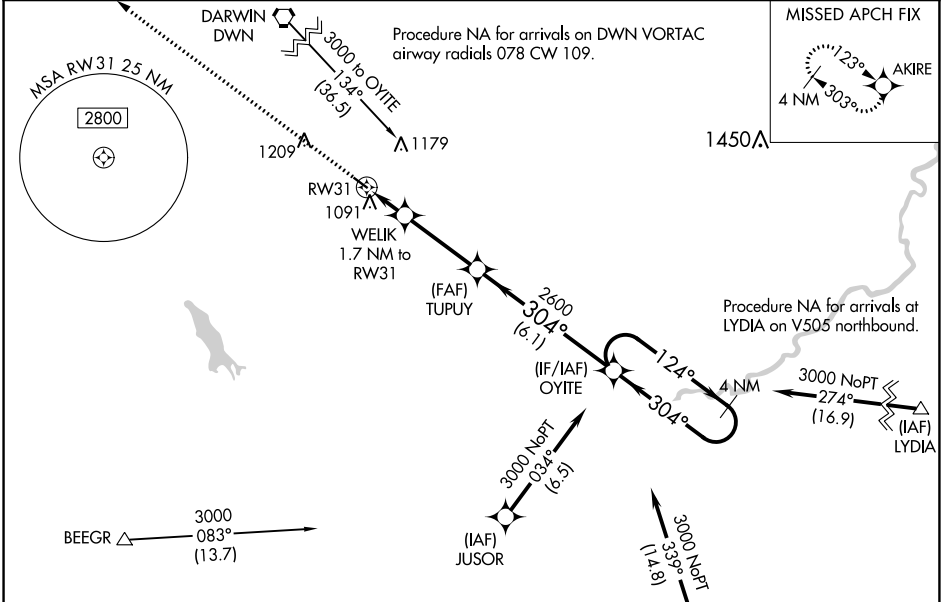 DARWIN
DWN
3000 to OYITE
134°
(36.5)
Procedure NA for arrivals on DWN VORTAC
airway radials 078 CW 109.
MISSED APCH FIX
123°
303°
4 NM
AKIRE
MSA RW 31 25 NM
2800
1209
1179
1450
RW31
1091
WELIK
1.7 NM to
RW31
(FAF)
TUPUY
2600
304°
(6.1)
Procedure NA for arrivals at
LYDIA on V505 northbound.
(IF/IAF)
OYITE
124°
304°
4 NM
3000 NoPT
274°
(16.9)
(IAF)
LYDIA
3000 NoPT
034°
(6.5)
(IAF)
JUSOR
BEEGR
3000
083°
(13.7)
3000 NoPT
339°
(14.8)